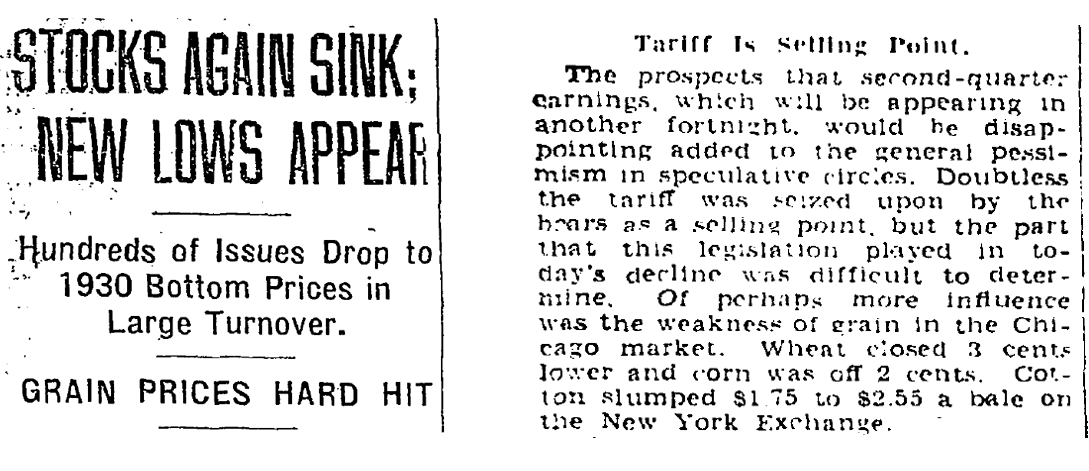 STOCKS AGAIN SINK;
NEW LOWS APPEAR
Hundreds of Issues Drop to
1930 Bottom Prices in
Large Turnover.
GRAIN PRICES HARD HIT
Tariff Is Selling Point.
The prospects that second-quarter
earnings, which will be appearing in
another fortnight, would be disap-
pointing added to the general pessi-
mism in speculative circles. Doubtless
the tariff was seized upon by the
bears as a selling point, but the part
that this legislation played in to-
day's decline was difficult to deter-
mine. Of perhaps more influence
was the weakness of grain in the Chi-
cago market. Wheat closed 3 cents
lower and corn was off 2 cents. Cot-
ton slumped $1.75 to $2.55 a bale on
the New York Exchange.